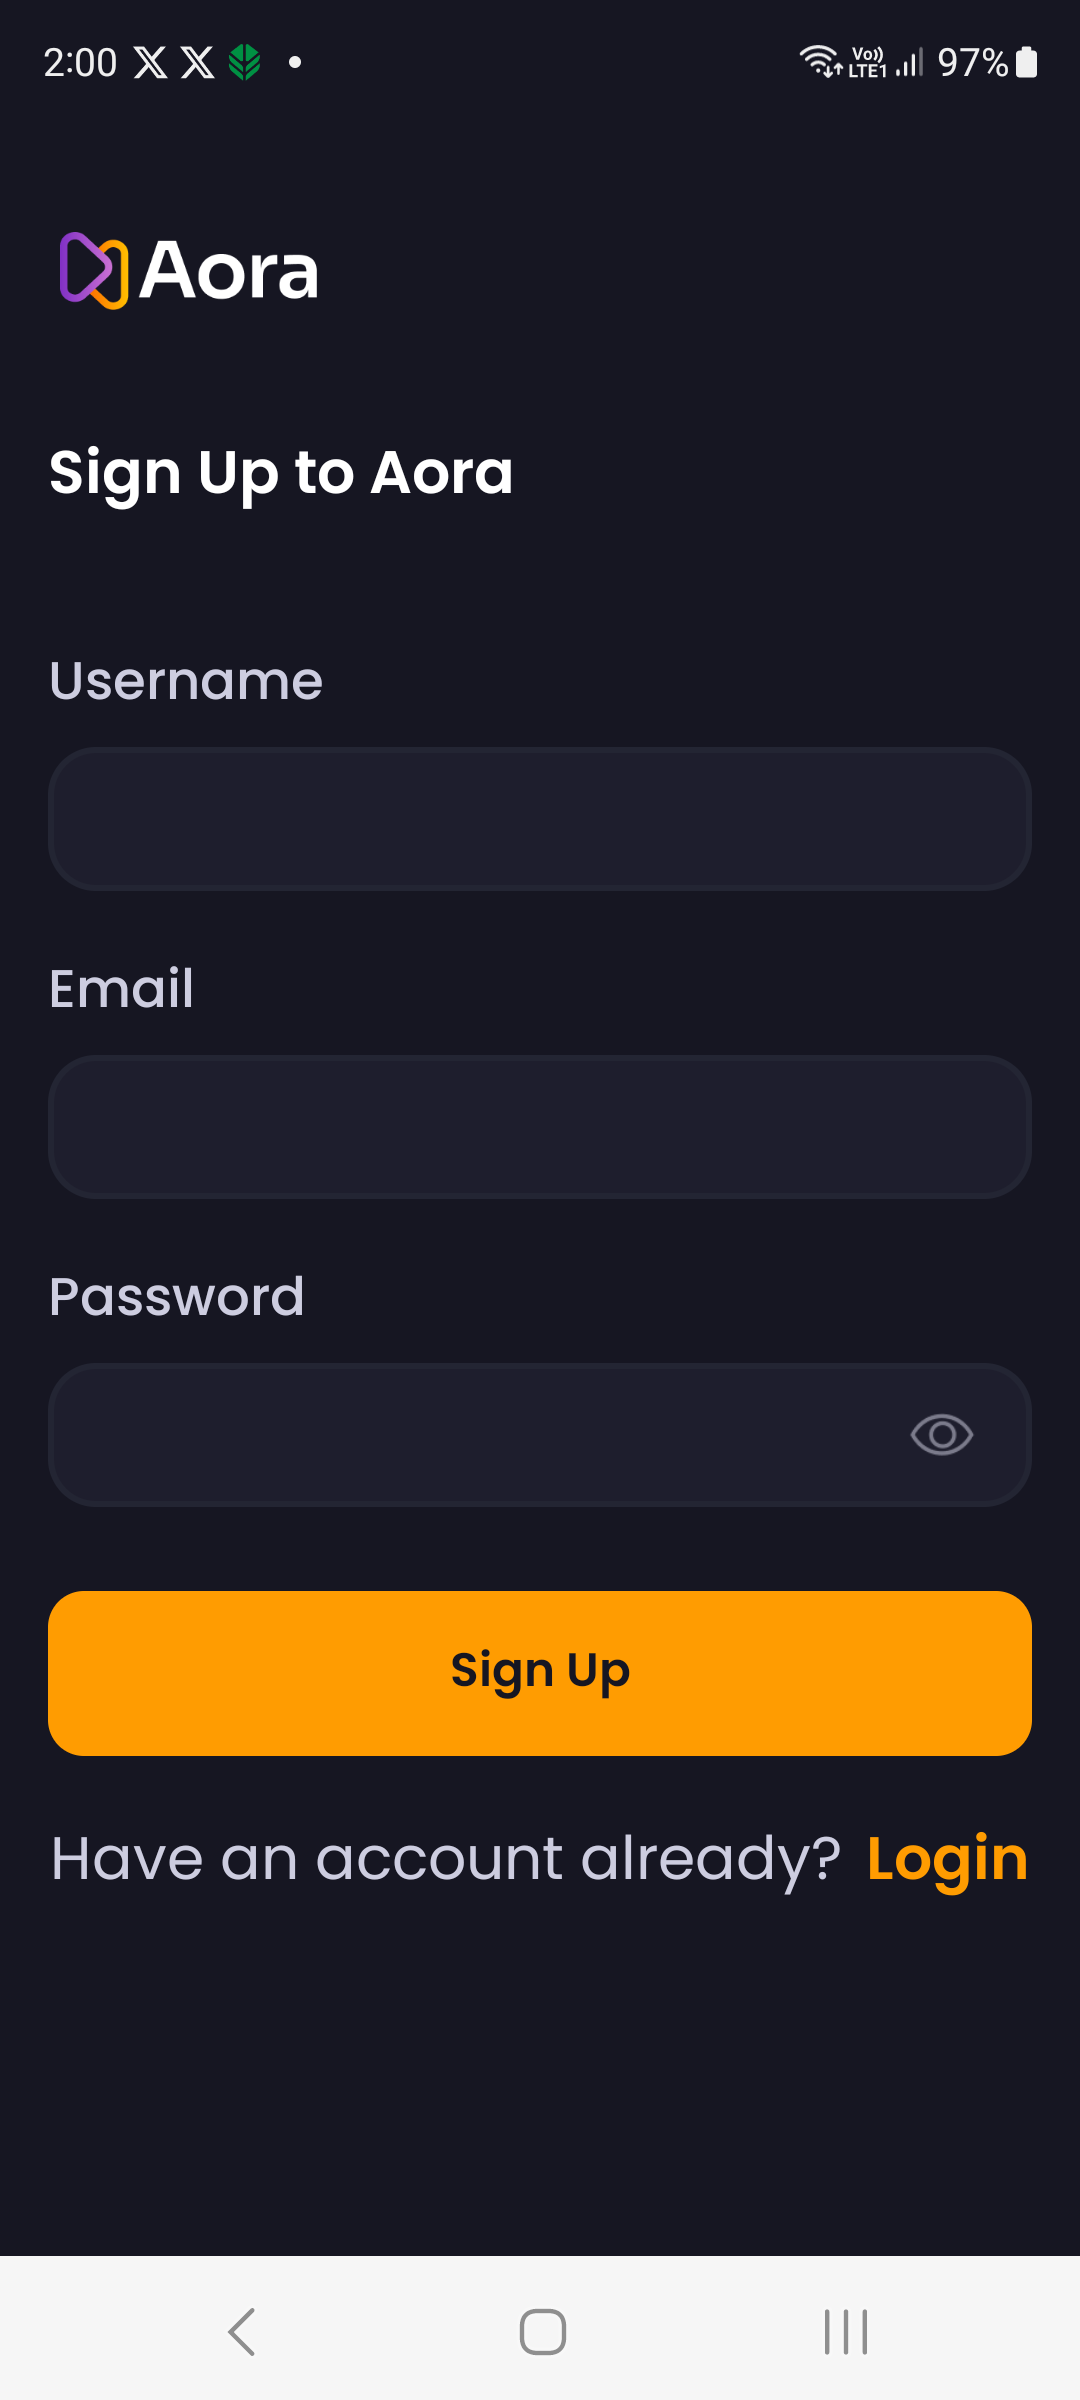 2:00
Vo)) LTE1 97%
Aora
Sign Up to Aora
Username
Email
Password
Sign Up
Have an account already? Login